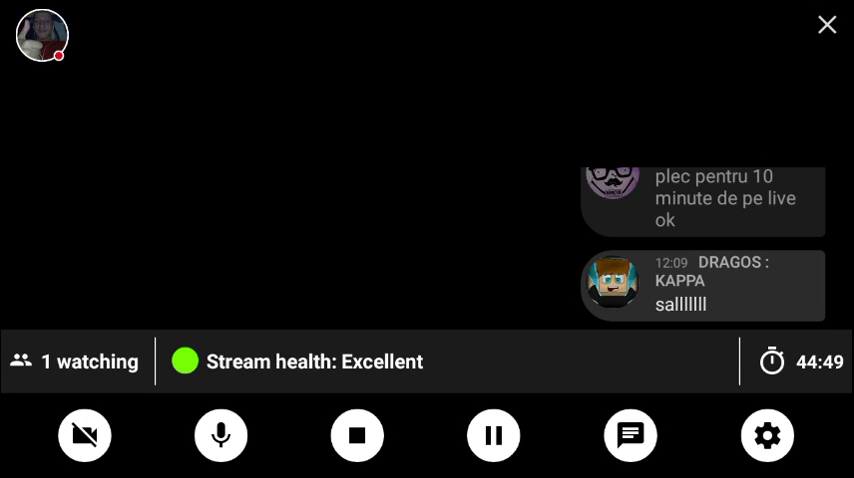 plec pentru 10
minute de pe live
ok
12:09 DRAGOS :
KAPPA
salllllll
1 watching
Stream health: Excellent
44:49